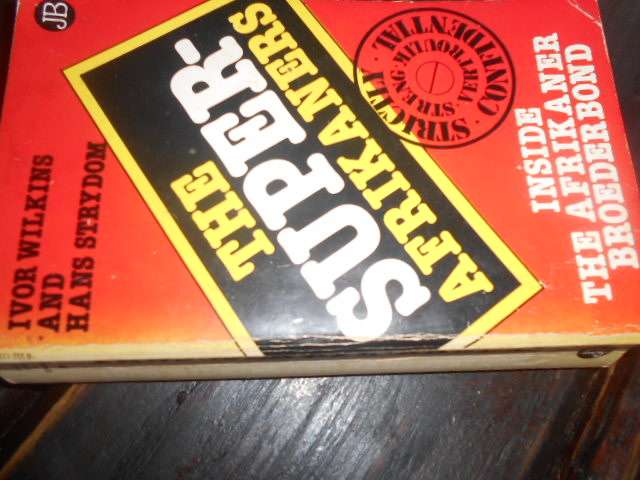 JB
IVOR WILKINS
AND
HANS STRYDOM
THE
SUPER-
AFRIKANERS
STRICTLY · CONFIDENTIAL
STRENG · VERTROULIK
INSIDE
THE AFRIKANER
BROEDERBOND